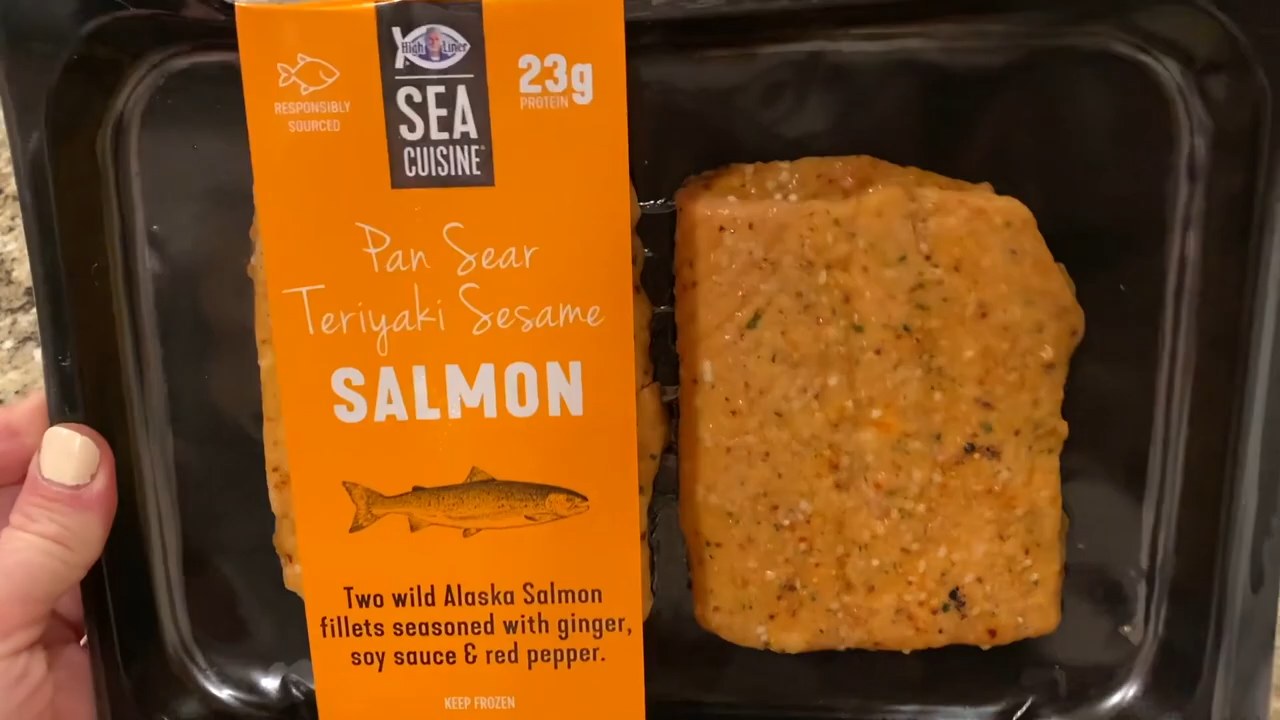 High Liner
SEA
CUISINE®
RESPONSIBLY
SOURCED
23g
PROTEIN
Pan Sear
Teriyaki Sesame
SALMON
Two wild Alaska Salmon
fillets seasoned with ginger,
soy sauce & red pepper.
KEEP FROZEN